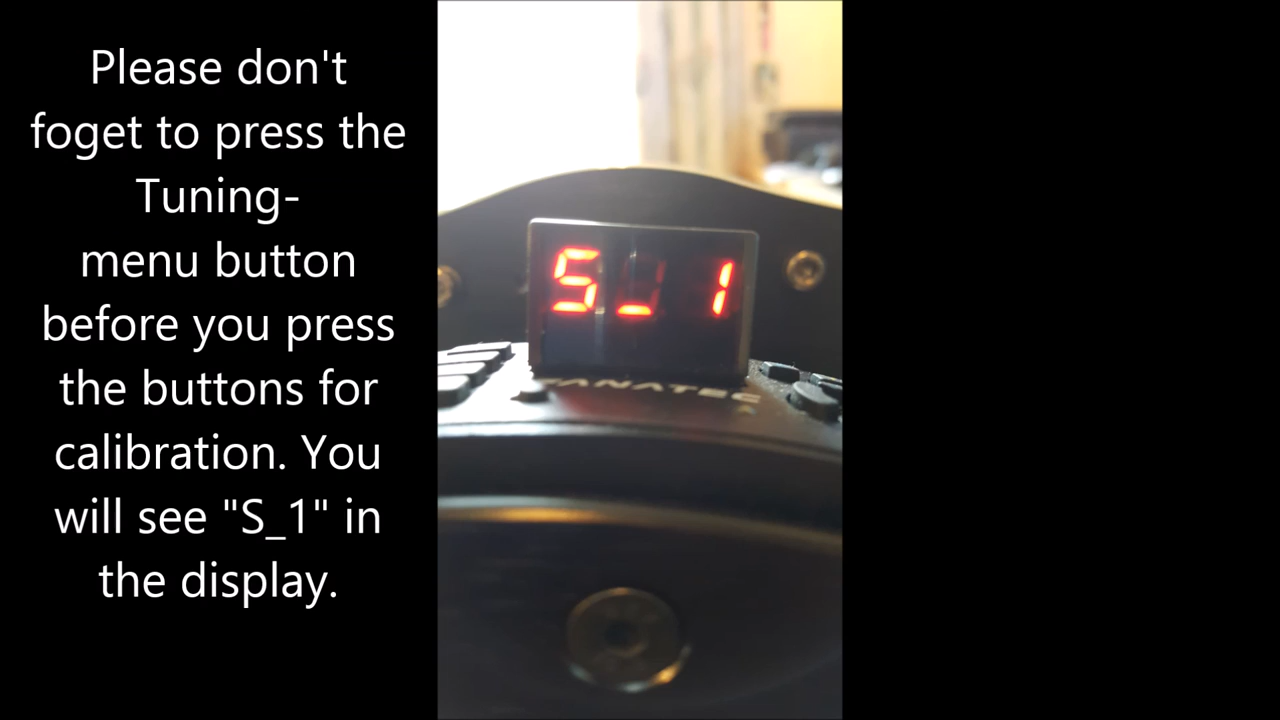 Please don't
foget to press the
Tuning-
menu button
before you press
the buttons for
calibration. You
will see "S_1" in
the display.
S_1
FANATEC